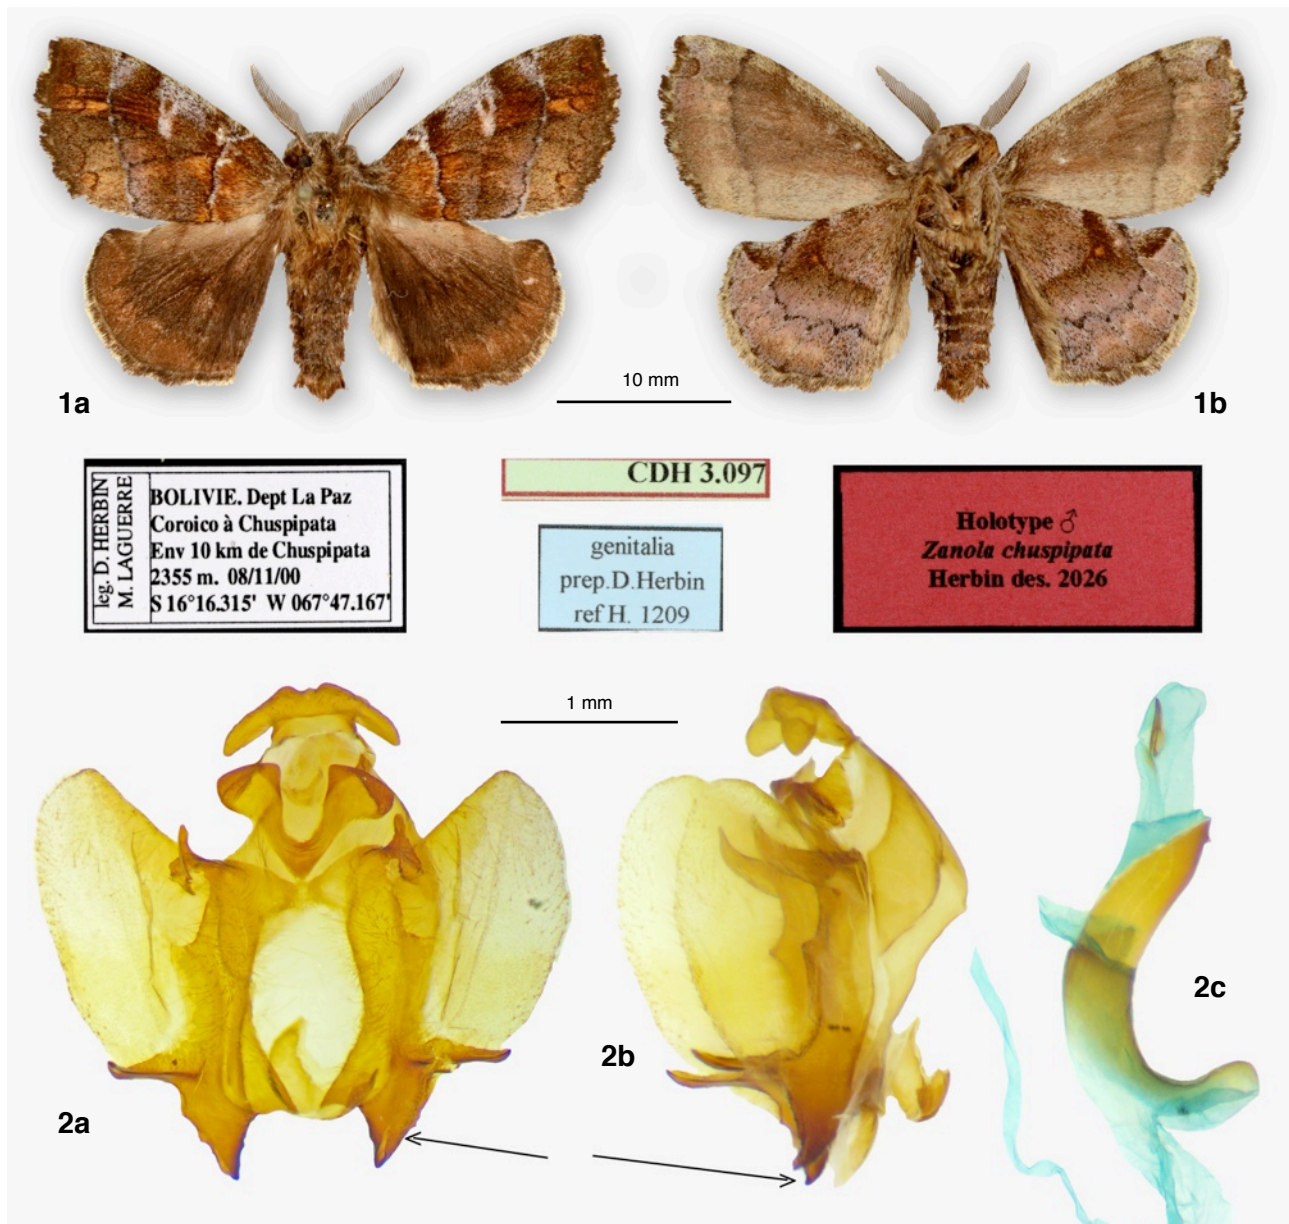 1a
10 mm
1b
leg. D. HERBIN
M. LAGUERRE
BOLIVIE. Dept La Paz
Coroico à Chuspipata
Env 10 km de Chuspipata
2355 m. 08/11/00
S 16°16.315' W 067°47.167'
CDH 3.097
genitalia
prep.D.Herbin
ref H. 1209
Holotype ♂
Zanola chuspipata
Herbin des. 2026
1 mm
2a
2b
2c